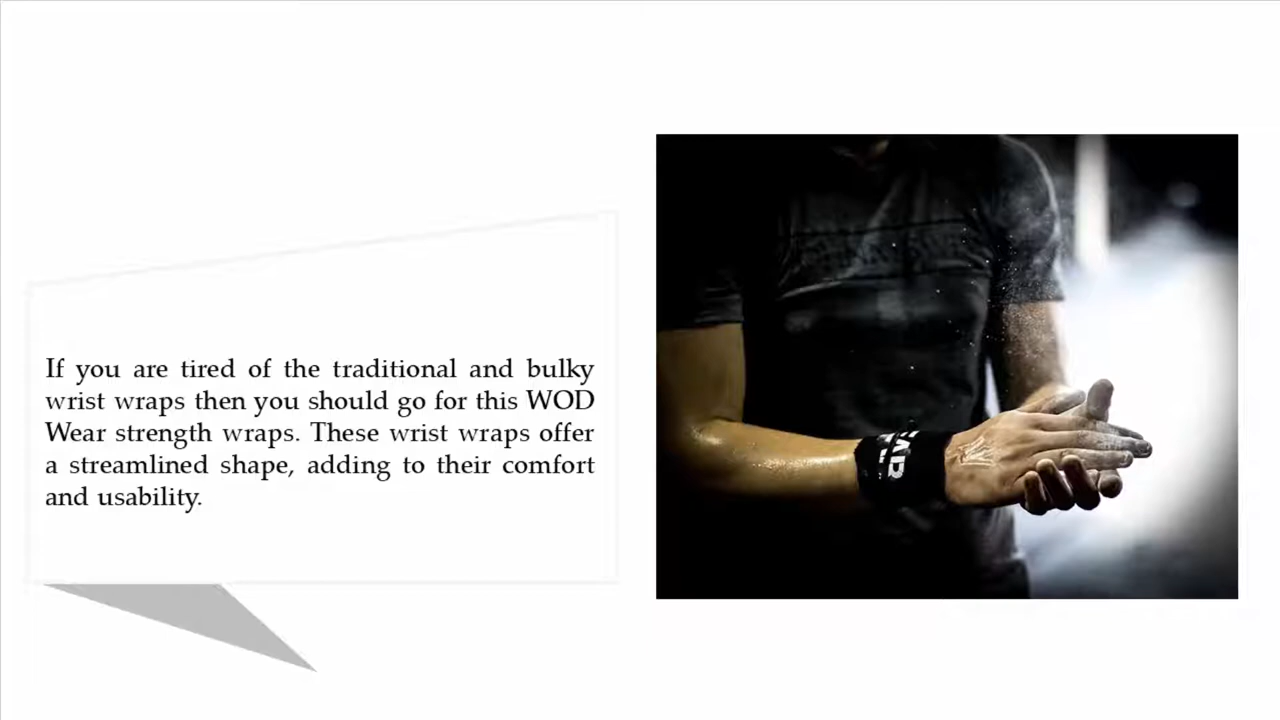 If you are tired of the traditional and bulky
wrist wraps then you should go for this WOD
Wear strength wraps. These wrist wraps offer
a streamlined shape, adding to their comfort
and usability.